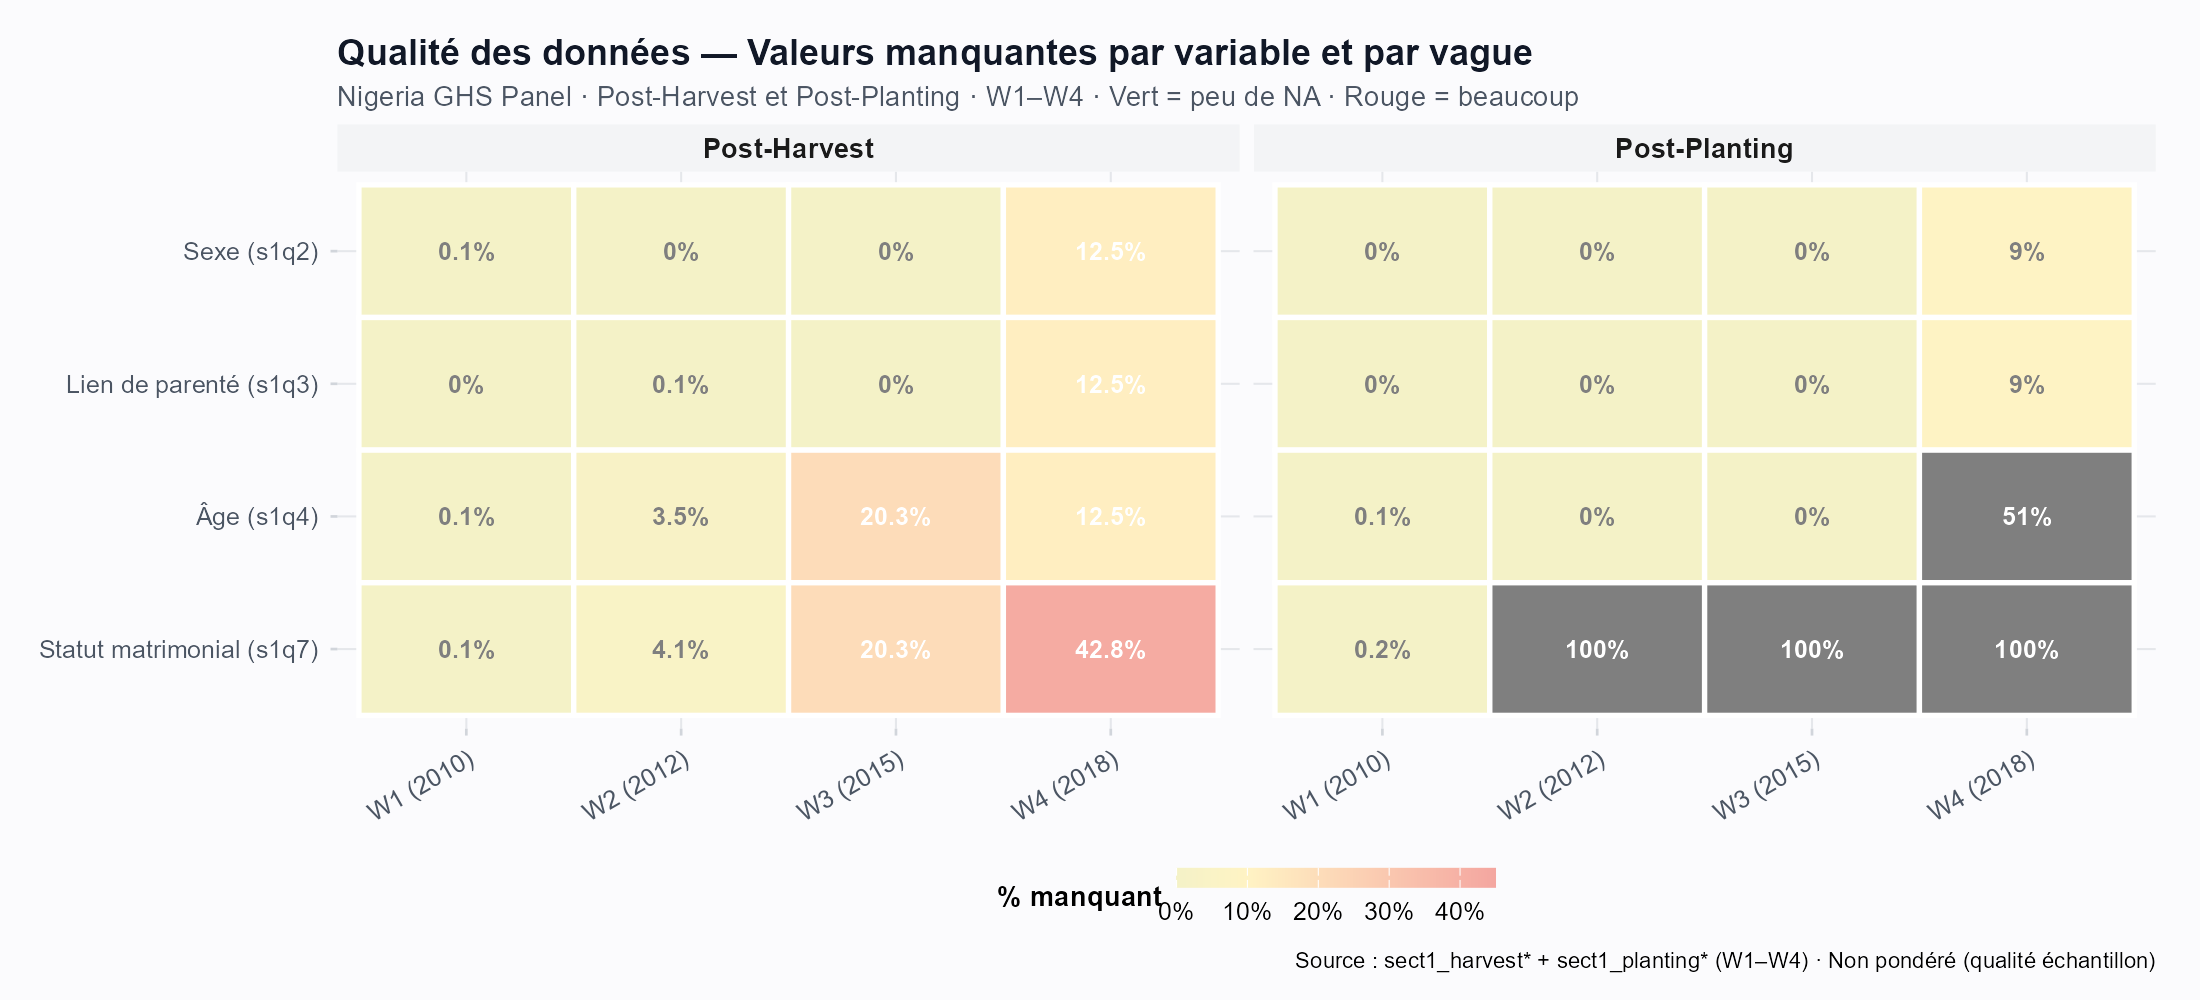 Qualité des données — Valeurs manquantes par variable et par vague
Nigeria GHS Panel · Post-Harvest et Post-Planting · W1–W4 · Vert = peu de NA · Rouge = beaucoup
Post-Harvest
Post-Planting
Sexe (s1q2)
0.1%
0%
0%
12.5%
0%
0%
0%
9%
Lien de parenté (s1q3)
0%
0.1%
0%
12.5%
0%
0%
0%
9%
Âge (s1q4)
0.1%
3.5%
20.3%
12.5%
0.1%
0%
0%
51%
Statut matrimonial (s1q7)
0.1%
4.1%
20.3%
42.8%
0.2%
100%
100%
100%
W1 (2010)
W2 (2012)
W3 (2015)
W4 (2018)
W1 (2010)
W2 (2012)
W3 (2015)
W4 (2018)
% manquant
0%
10%
20%
30%
40%
Source : sect1_harvest* + sect1_planting* (W1–W4) · Non pondéré (qualité échantillon)